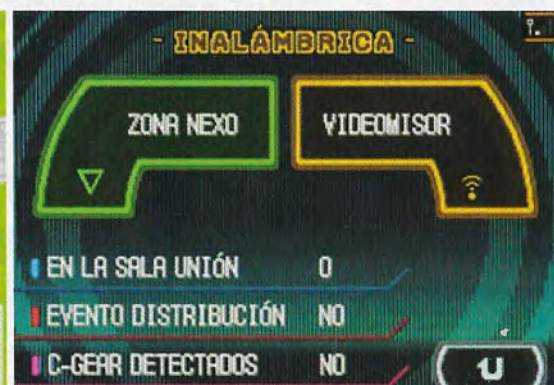 - INALÁMBRICA -
ZONA NEXO
VIDEOMISOR
EN LA SALA UNIÓN 0
EVENTO DISTRIBUCIÓN NO
C-GEAR DETECTADOS NO